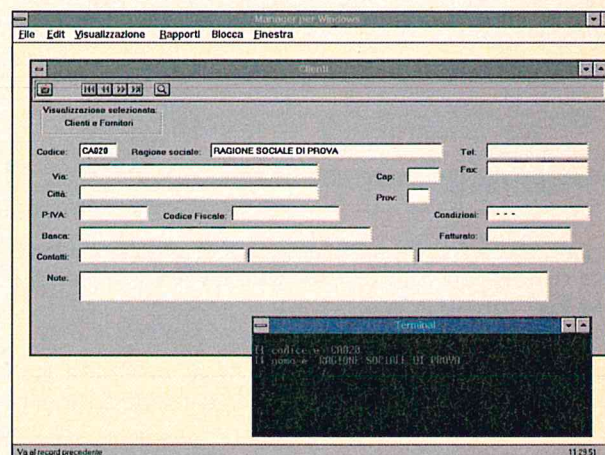 Manager per Windows
File Edit Visualizzazione Rapporti Blocca Finestra
Clienti
Visualizzazione selezionata:
Clienti e Fornitori
Codice: CA020 Ragione sociale: RAGIONE SOCIALE DI PROVA Tel:
Via: Cap: Fax:
Città: Prov:
P.IVA: Codice Fiscale: Condizioni: - - -
Banca: Fatturato:
Contatti:
Note:
Terminal
Il codice e' CA020
Il nome e' RAGIONE SOCIALE DI PROVA
Va al record precedente 11:29:51